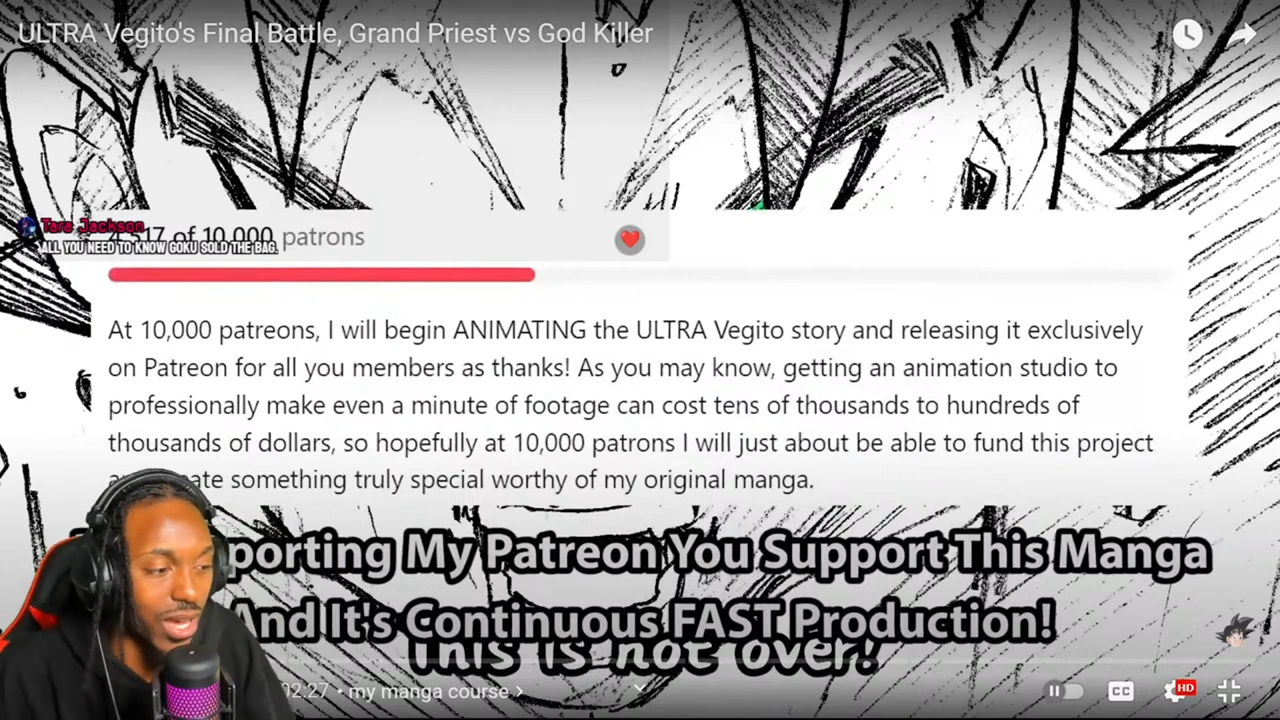 ULTRA Vegito's Final Battle, Grand Priest vs God Killer
Tara Jackson
517 of 10,000 patrons
ALL YOU NEED TO KNOW GOKU SOLD THE BAG.
At 10,000 patreons, I will begin ANIMATING the ULTRA Vegito story and releasing it exclusively
on Patreon for all you members as thanks! As you may know, getting an animation studio to
professionally make even a minute of footage can cost tens of thousands to hundreds of
thousands of dollars, so hopefully at 10,000 patrons I will just about be able to fund this project
ate something truly special worthy of my original manga.
porting My Patreon You Support This Manga
And It's Continuous FAST Production!
This is not over!
02:27 • my manga course >
CC
HD